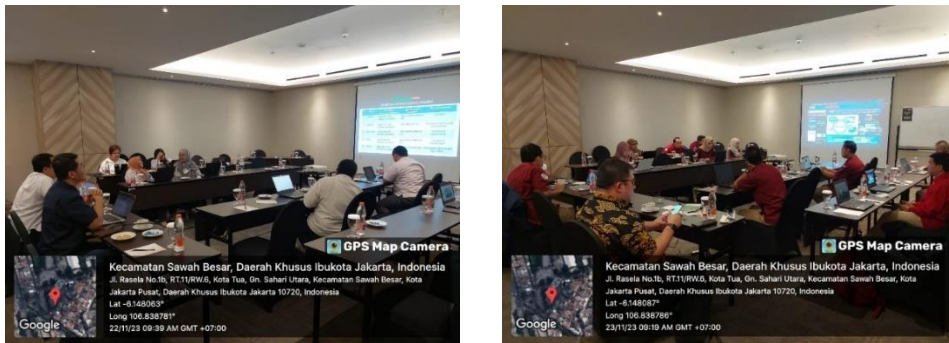 GPS Map Camera
Kecamatan Sawah Besar, Daerah Khusus Ibukota Jakarta, Indonesia
Jl. Rasela No.1b, RT.11/RW.6, Kota Tua, Gn. Sahari Utara, Kecamatan Sawah Besar, Kota
Jakarta Pusat, Daerah Khusus Ibukota Jakarta 10720, Indonesia
Lat -6.148063°
Long 106.838781°
22/11/23 09:39 AM GMT +07:00
Google
GPS Map Camera
Kecamatan Sawah Besar, Daerah Khusus Ibukota Jakarta, Indonesia
Jl. Rasela No.1b, RT.11/RW.6, Kota Tua, Gn. Sahari Utara, Kecamatan Sawah Besar, Kota
Jakarta Pusat, Daerah Khusus Ibukota Jakarta 10720, Indonesia
Lat -6.148087°
Long 106.838786°
23/11/23 09:19 AM GMT +07:00
Google